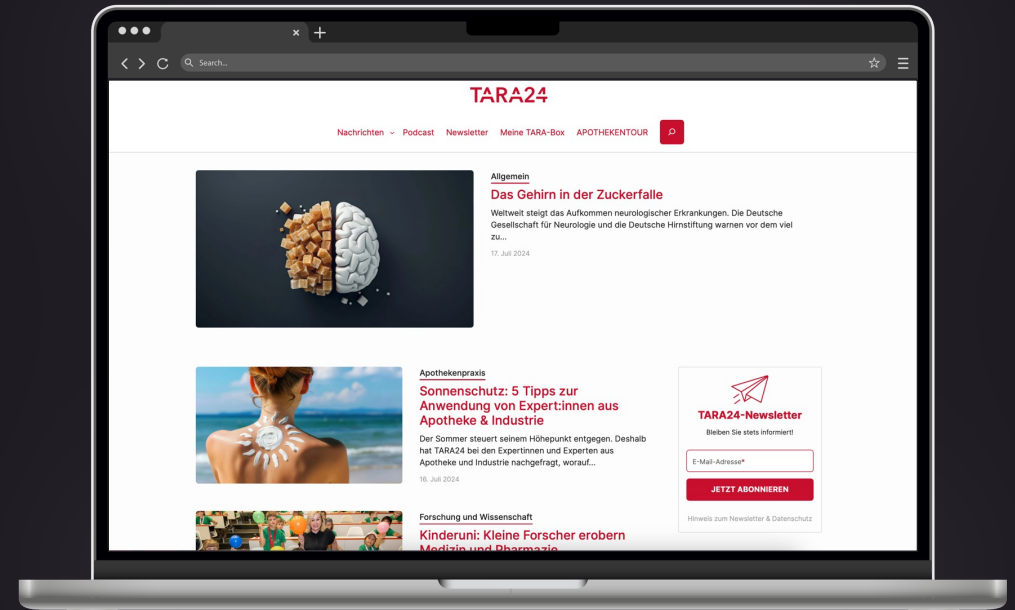 Search...
TARA24
Nachrichten Podcast Newsletter Meine TARA-Box APOTHEKENTOUR
Allgemein
Das Gehirn in der Zuckerfalle
Weltweit steigt das Aufkommen neurologischer Erkrankungen. Die Deutsche
Gesellschaft für Neurologie und die Deutsche Hirnstiftung warnen vor dem viel
zu...
17. Juli 2024
Apothekenpraxis
Sonnenschutz: 5 Tipps zur
Anwendung von Expert:innen aus
Apotheke & Industrie
Der Sommer steuert seinem Höhepunkt entgegen. Deshalb
hat TARA24 bei den Expertinnen und Experten aus
Apotheke und Industrie nachgefragt, worauf...
16. Juli 2024
Forschung und Wissenschaft
Kinderuni: Kleine Forscher erobern
Medizin und Pharmazie
TARA24-Newsletter
Bleiben Sie stets informiert!
E-Mail-Adresse*
JETZT ABONNIEREN
Hinweis zum Newsletter & Datenschutz